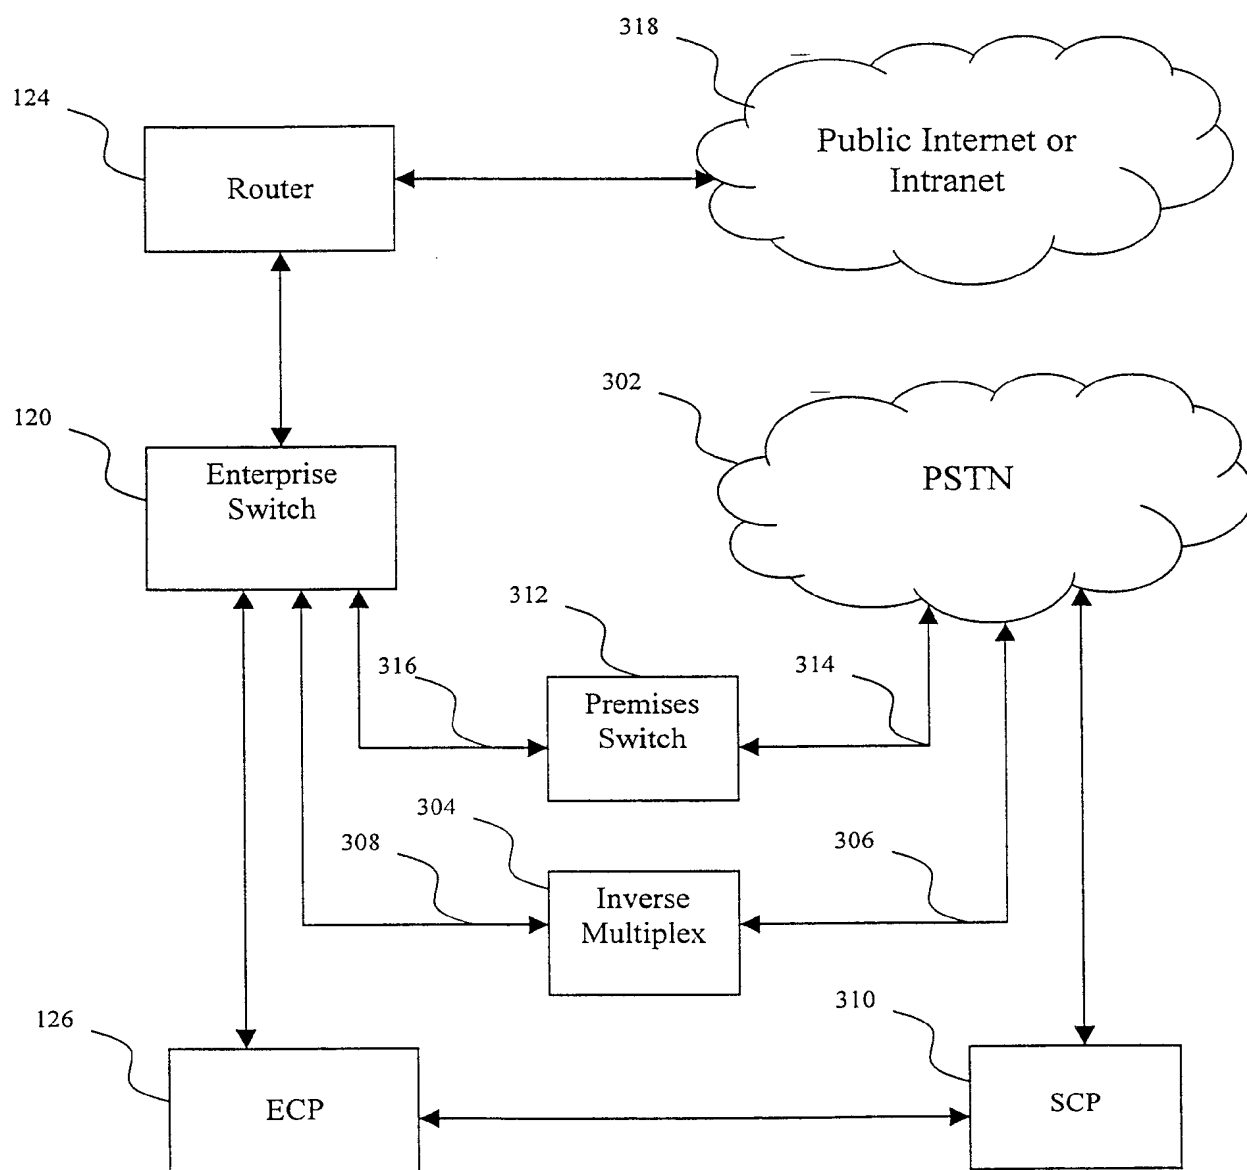 318
124
Public Internet or
Intranet
Router
302
120
Enterprise
Switch
PSTN
312
316
314
Premises
Switch
304
308
306
Inverse
Multiplex
310
126
ECP
SCP